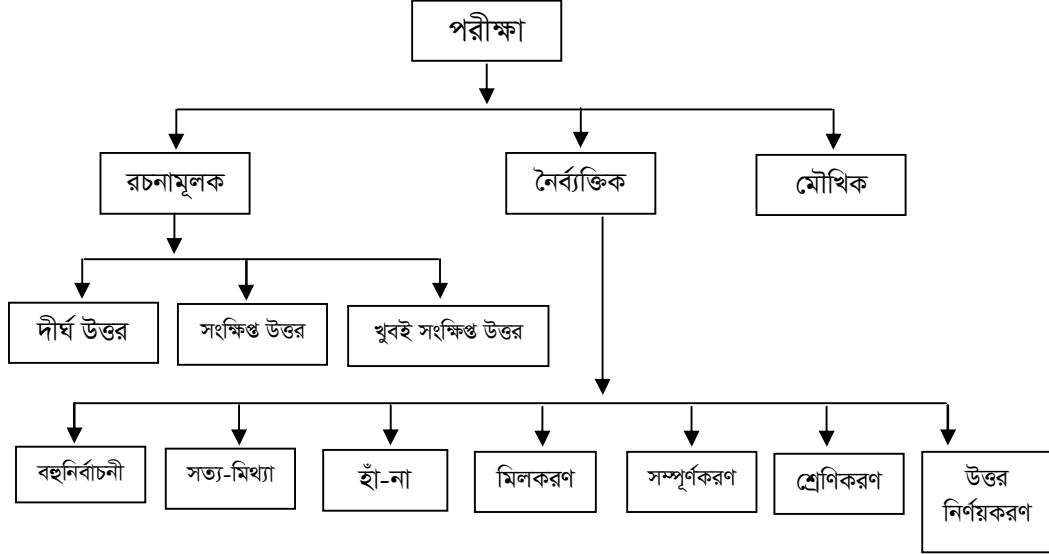 পরীক্ষা
রচনামূলক
নৈর্ব্যক্তিক
মৌখিক
দীর্ঘ উত্তর
সংক্ষিপ্ত উত্তর
খুবই সংক্ষিপ্ত উত্তর
বহুনির্বাচনী
সত্য-মিথ্যা
হাঁ-না
মিলকরণ
সম্পূর্ণকরণ
শ্রেণিকরণ
উত্তর
নির্ণয়করণ